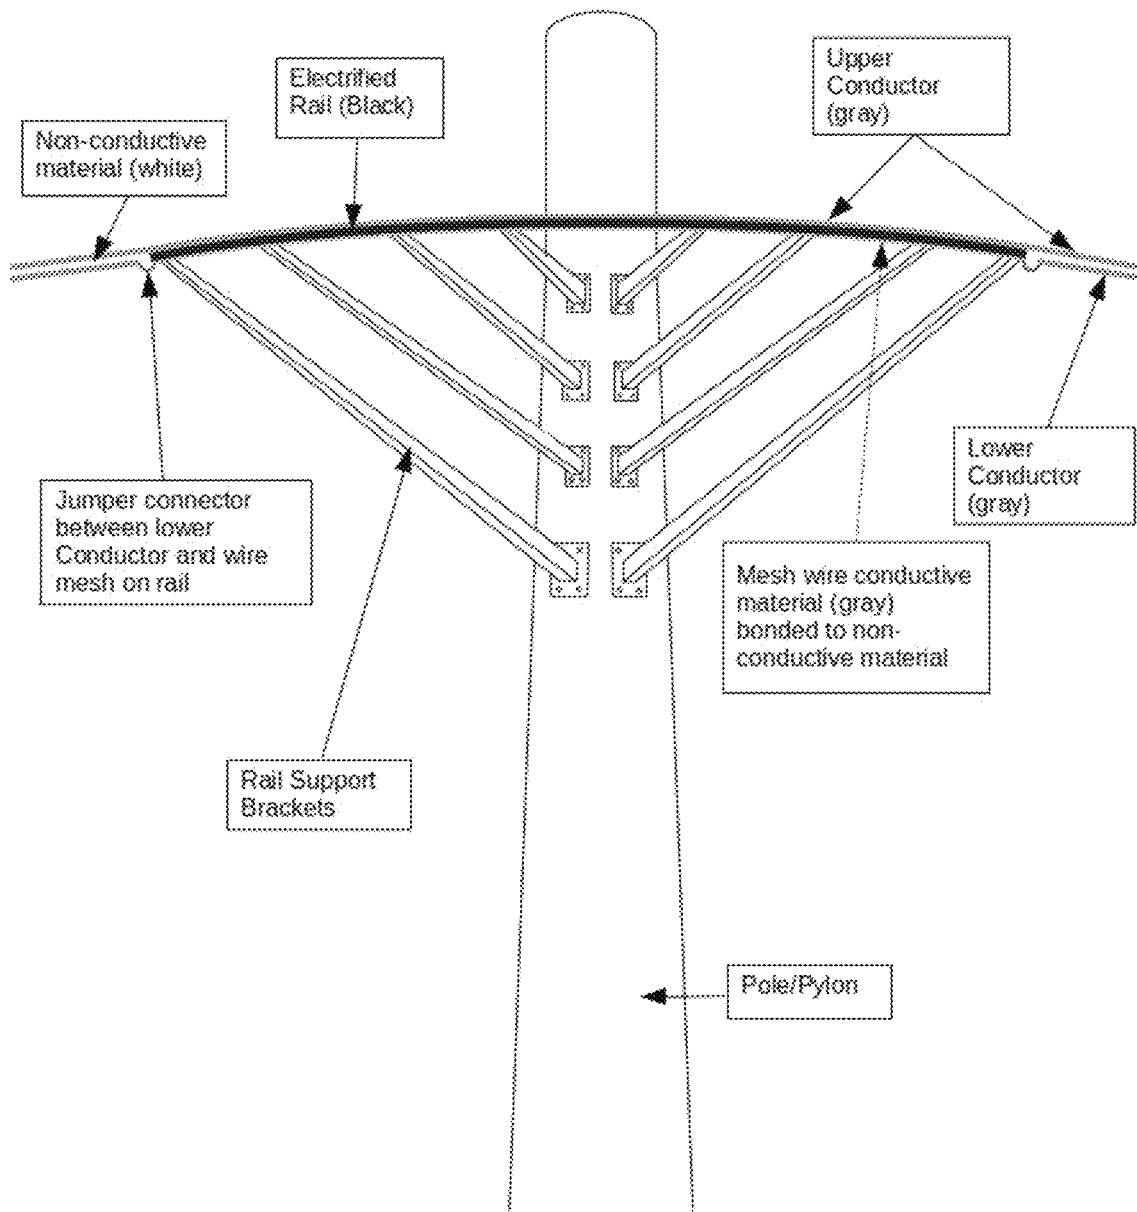 Electrified
Rail (Black)
Upper
Conductor
(gray)
Non-conductive
material (white)
Lower
Conductor
(gray)
Jumper connector
between lower
Conductor and wire
mesh on rail
Mesh wire conductive
material (gray)
bonded to non-
conductive material
Rail Support
Brackets
Pole/Pylon